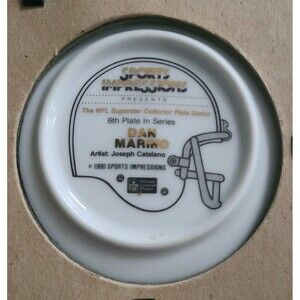 SPORTS
IMPRESSIONS
PRESENTS
The NFL Superstar Collector Plate Series
6th Plate In Series
DAN
MARINO
Artist: Joseph Catalano
© 1990 SPORTS IMPRESSIONS